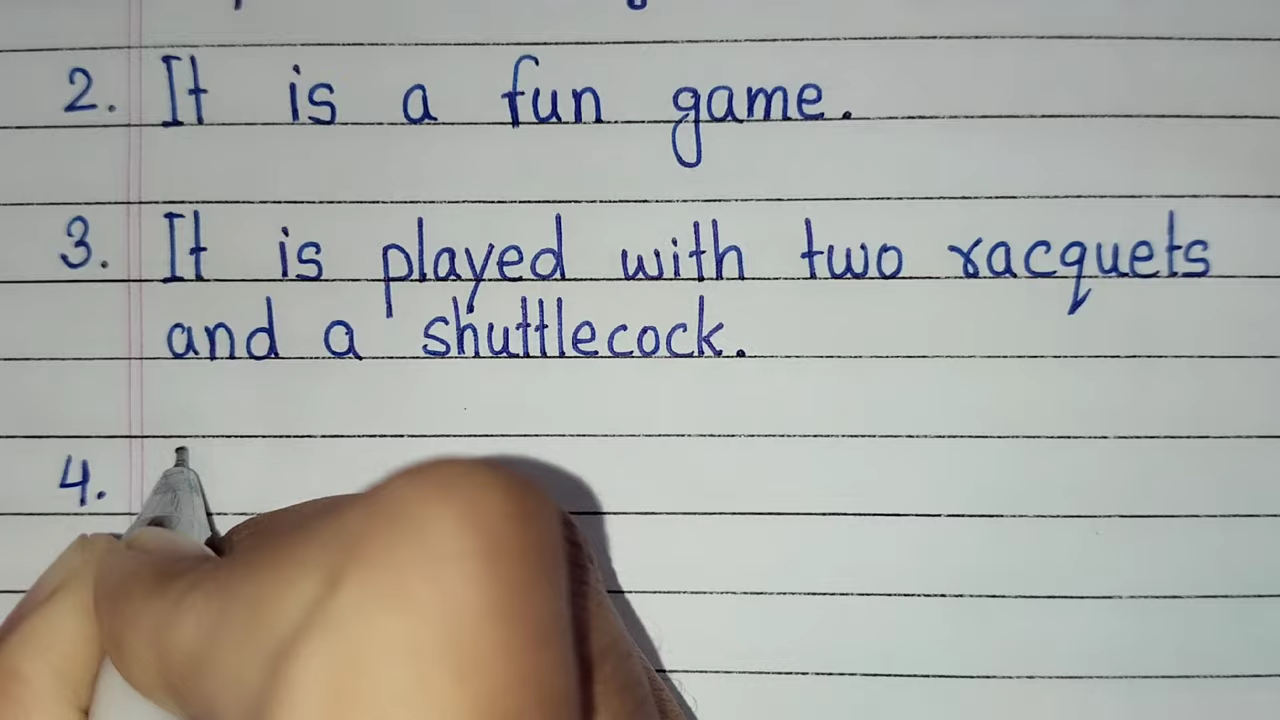 2. It is a fun game.
3. It is played with two racquets
and a shuttlecock.
4.